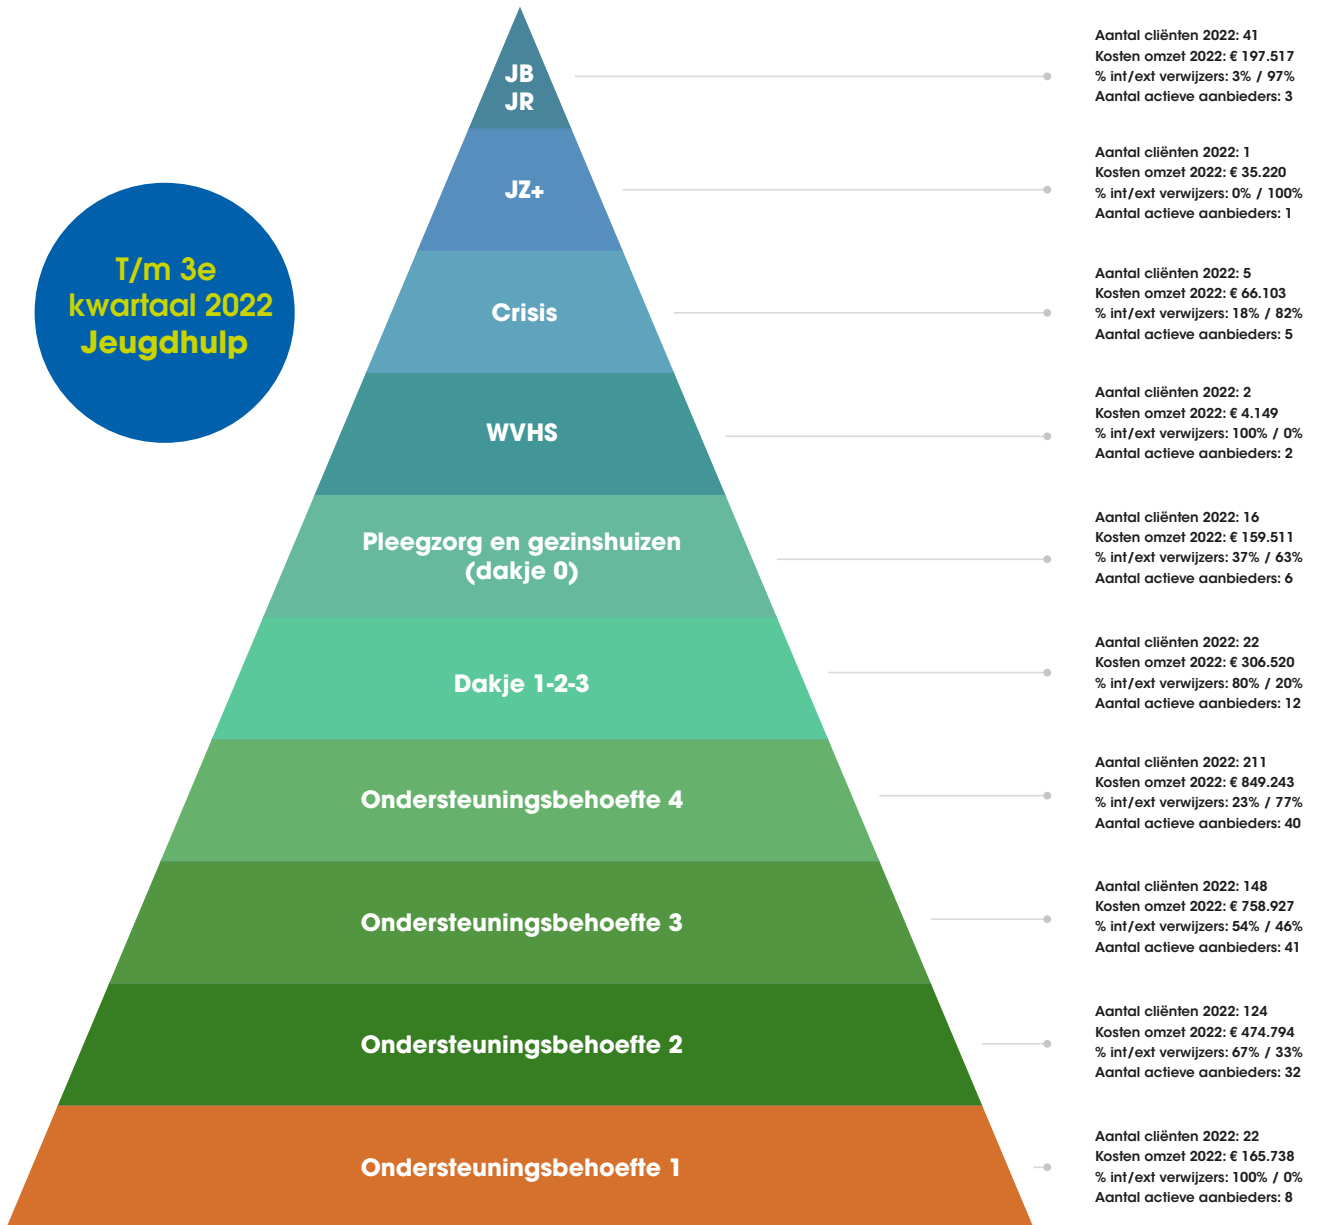 JB
JR
Aantal cliënten 2022: 41
Kosten omzet 2022: € 197.517
% int/ext verwijzers: 3% / 97%
Aantal actieve aanbieders: 3
JZ+
Aantal cliënten 2022: 1
Kosten omzet 2022: € 35.220
% int/ext verwijzers: 0% / 100%
Aantal actieve aanbieders: 1
T/m 3e
kwartaal 2022
Jeugdhulp
Crisis
Aantal cliënten 2022: 5
Kosten omzet 2022: € 66.103
% int/ext verwijzers: 18% / 82%
Aantal actieve aanbieders: 5
WVHS
Aantal cliënten 2022: 2
Kosten omzet 2022: € 4.149
% int/ext verwijzers: 100% / 0%
Aantal actieve aanbieders: 2
Pleegzorg en gezinshuizen
(dakje 0)
Aantal cliënten 2022: 16
Kosten omzet 2022: € 159.511
% int/ext verwijzers: 37% / 63%
Aantal actieve aanbieders: 6
Dakje 1-2-3
Aantal cliënten 2022: 22
Kosten omzet 2022: € 306.520
% int/ext verwijzers: 80% / 20%
Aantal actieve aanbieders: 12
Ondersteuningsbehoefte 4
Aantal cliënten 2022: 211
Kosten omzet 2022: € 849.243
% int/ext verwijzers: 23% / 77%
Aantal actieve aanbieders: 40
Ondersteuningsbehoefte 3
Aantal cliënten 2022: 148
Kosten omzet 2022: € 758.927
% int/ext verwijzers: 54% / 46%
Aantal actieve aanbieders: 41
Ondersteuningsbehoefte 2
Aantal cliënten 2022: 124
Kosten omzet 2022: € 474.794
% int/ext verwijzers: 67% / 33%
Aantal actieve aanbieders: 32
Ondersteuningsbehoefte 1
Aantal cliënten 2022: 22
Kosten omzet 2022: € 165.738
% int/ext verwijzers: 100% / 0%
Aantal actieve aanbieders: 8